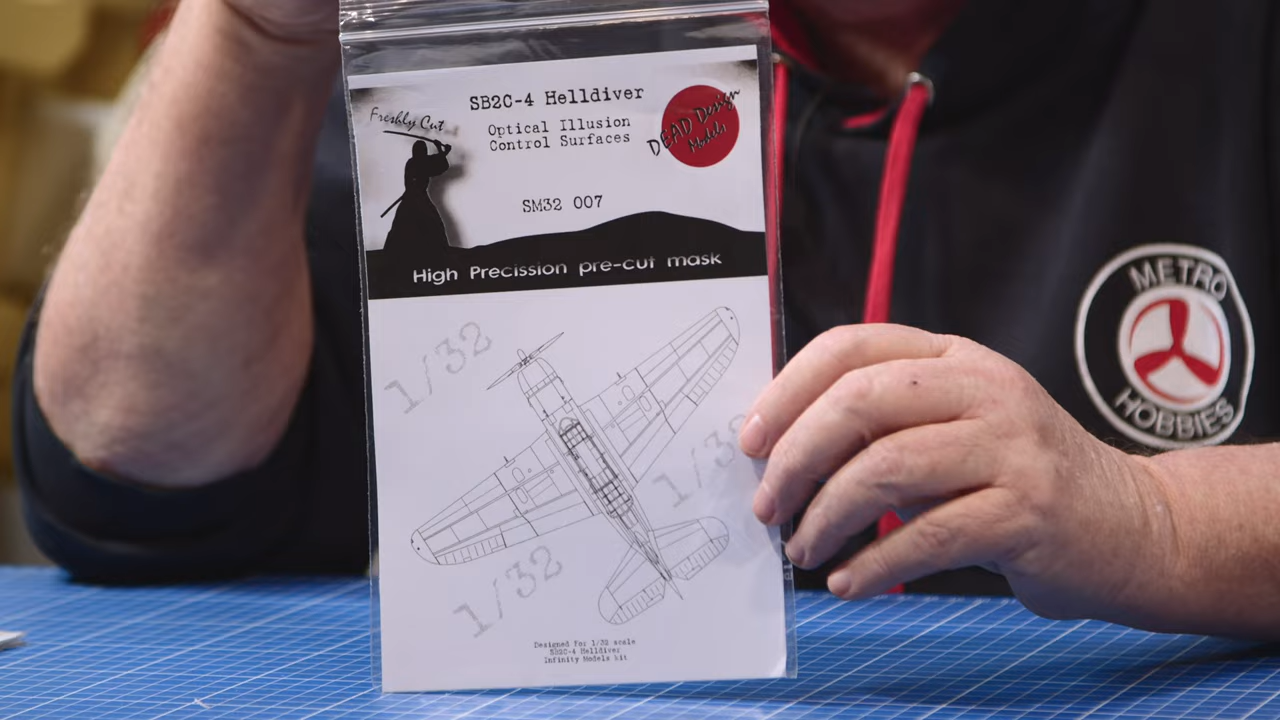 SB2C-4 Helldiver
Freshly Cut
Optical Illusion
Control Surfaces
DEAD Design
Models
SM32 007
High Precission pre-cut mask
1/32
1/32
1/32
Designed For 1/32 scale
SB2C-4 Helldiver
Infinity Models kit
METRO
HOBBIES